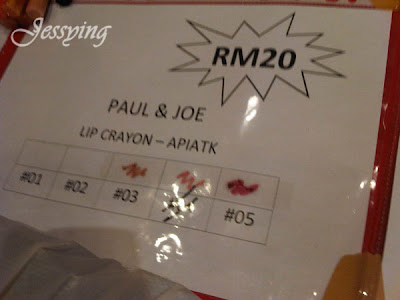 Jessying
RM20
PAUL & JOE
LIP CRAYON – APIATK
#01 #02 #03 #05